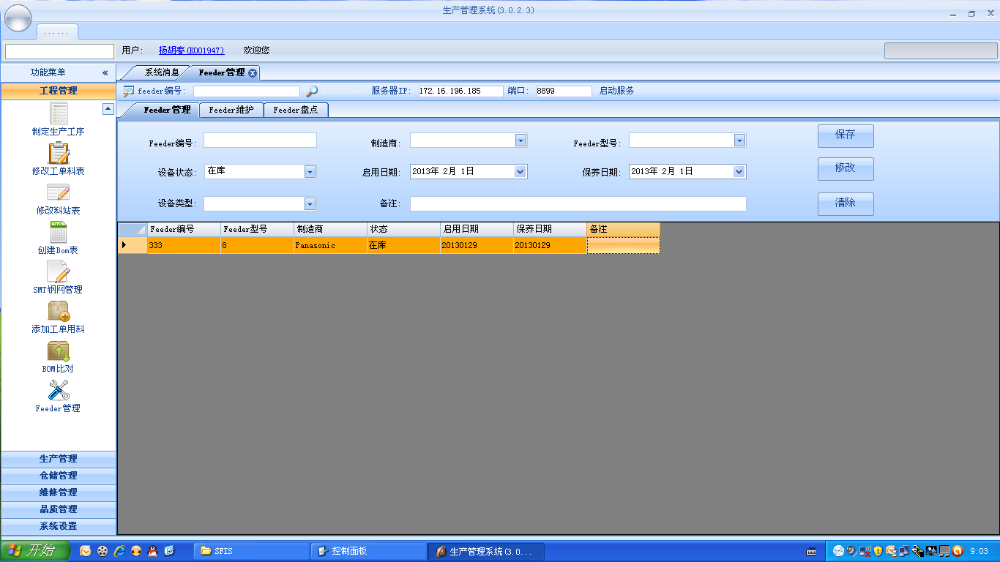 生产管理系统(3.0.2.3)
......
用户: 杨胡春(K001947) 欢迎您
功能菜单 «
系统消息 Feeder管理
工程管理
feeder编号: 服务器IP: 172.16.196.185 端口: 8899 启动服务
Feeder管理 Feeder维护 Feeder盘点
制定生产工序
修改工单料表
修改料站表
创建Bom表
SMT钢网管理
添加工单用料
BOM比对
Feeder管理
生产管理
仓储管理
维修管理
品质管理
系统设置
Feeder编号: 制造商: Feeder型号: 保存
设备状态: 在库 启用日期: 2013年 2月 1日 保养日期: 2013年 2月 1日 修改
设备类型: 备注: 清除
Feeder编号 Feeder型号 制造商 状态 启用日期 保养日期 备注
333 8 Panasonic 在库 20130129 20130129
开始 SFIS 控制面板 生产管理系统(3.0... 9:03